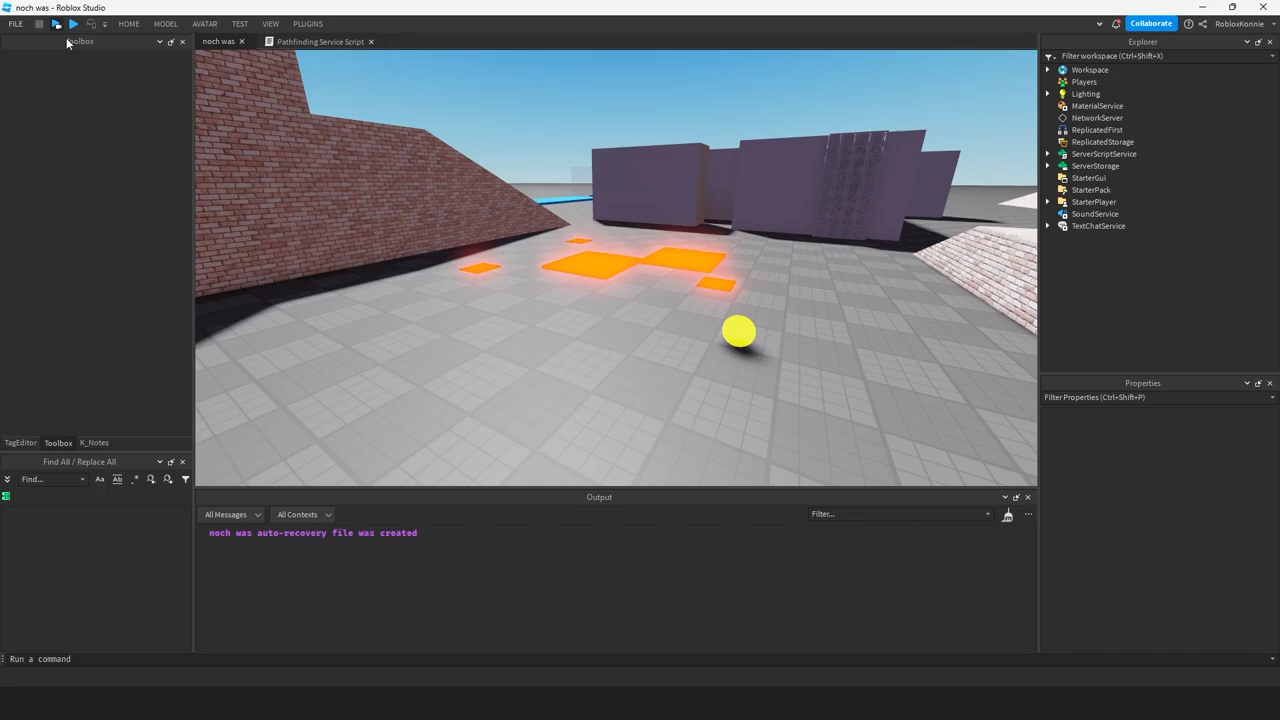 noch was - Roblox Studio
FILE HOME MODEL AVATAR TEST VIEW PLUGINS Collaborate RobloxKonnie
noch was Pathfinding Service Script
Explorer
Filter workspace (Ctrl+Shift+X)
Workspace
Players
Lighting
MaterialService
NetworkServer
ReplicatedFirst
ReplicatedStorage
ServerScriptService
ServerStorage
StarterGui
StarterPack
StarterPlayer
SoundService
TextChatService
Properties
Filter Properties (Ctrl+Shift+P)
TagEditor Toolbox K_Notes
Find All / Replace All
Find... Aa Ab .*
Output
All Messages All Contexts Filter...
noch was auto-recovery file was created
Run a command